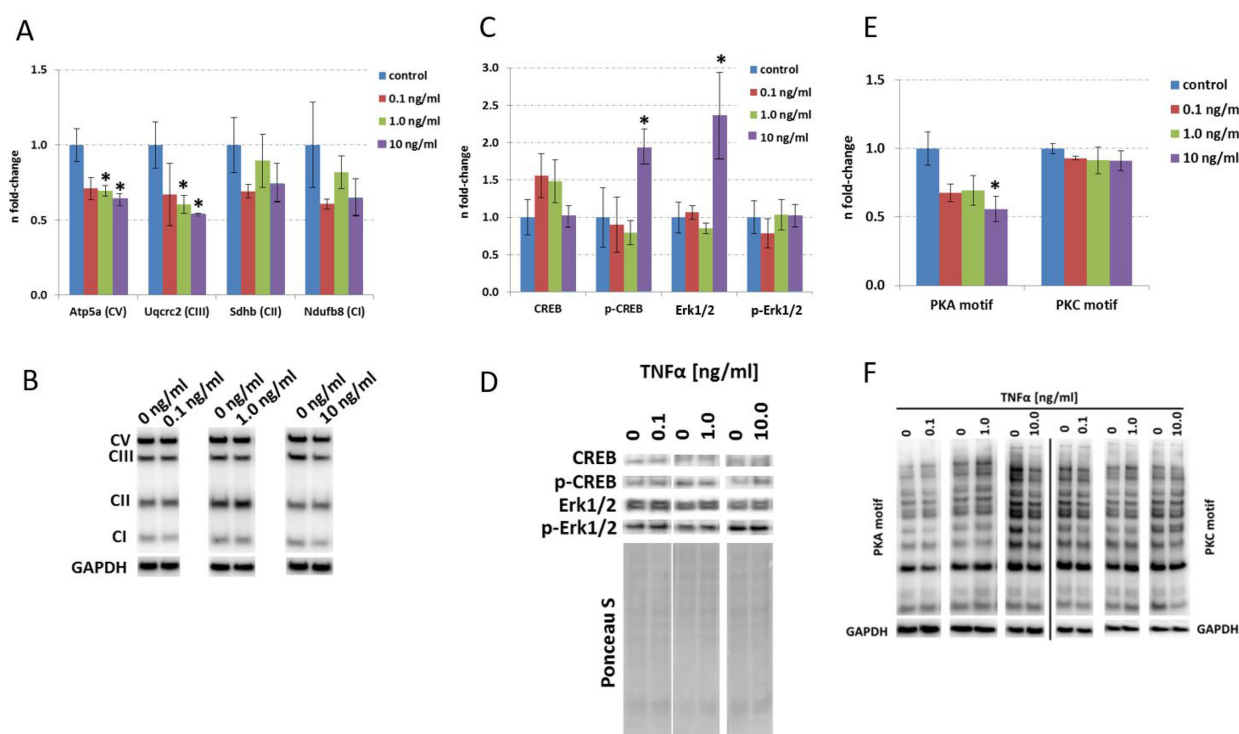 A
1.5
1.0
0.5
0.0
n fold-change
* * * *
control
0.1 ng/ml
1.0 ng/ml
10 ng/ml
Atp5a (CV) Uqcrc2 (CIII) Sdhb (CII) Ndufb8 (CI)
C
3.0
2.5
2.0
1.5
1.0
0.5
0.0
n fold-change
* *
control
0.1 ng/ml
1.0 ng/ml
10 ng/ml
CREB p-CREB Erk1/2 p-Erk1/2
E
1.5
1.0
0.5
0.0
n fold-change
*
control
0.1 ng/m
1.0 ng/m
10 ng/ml
PKA motif PKC motif
B
0 ng/ml 0.1 ng/ml 0 ng/ml 1.0 ng/ml 0 ng/ml 10 ng/ml
CV
CIII
CII
CI
GAPDH
D
TNFα [ng/ml]
0 0.1 0 1.0 0 10.0
CREB
p-CREB
Erk1/2
p-Erk1/2
Ponceau S
F
TNFα [ng/ml]
0 0.1 0 1.0 0 10.0 0 0.1 0 1.0 0 10.0
PKA motif
PKC motif
GAPDH GAPDH